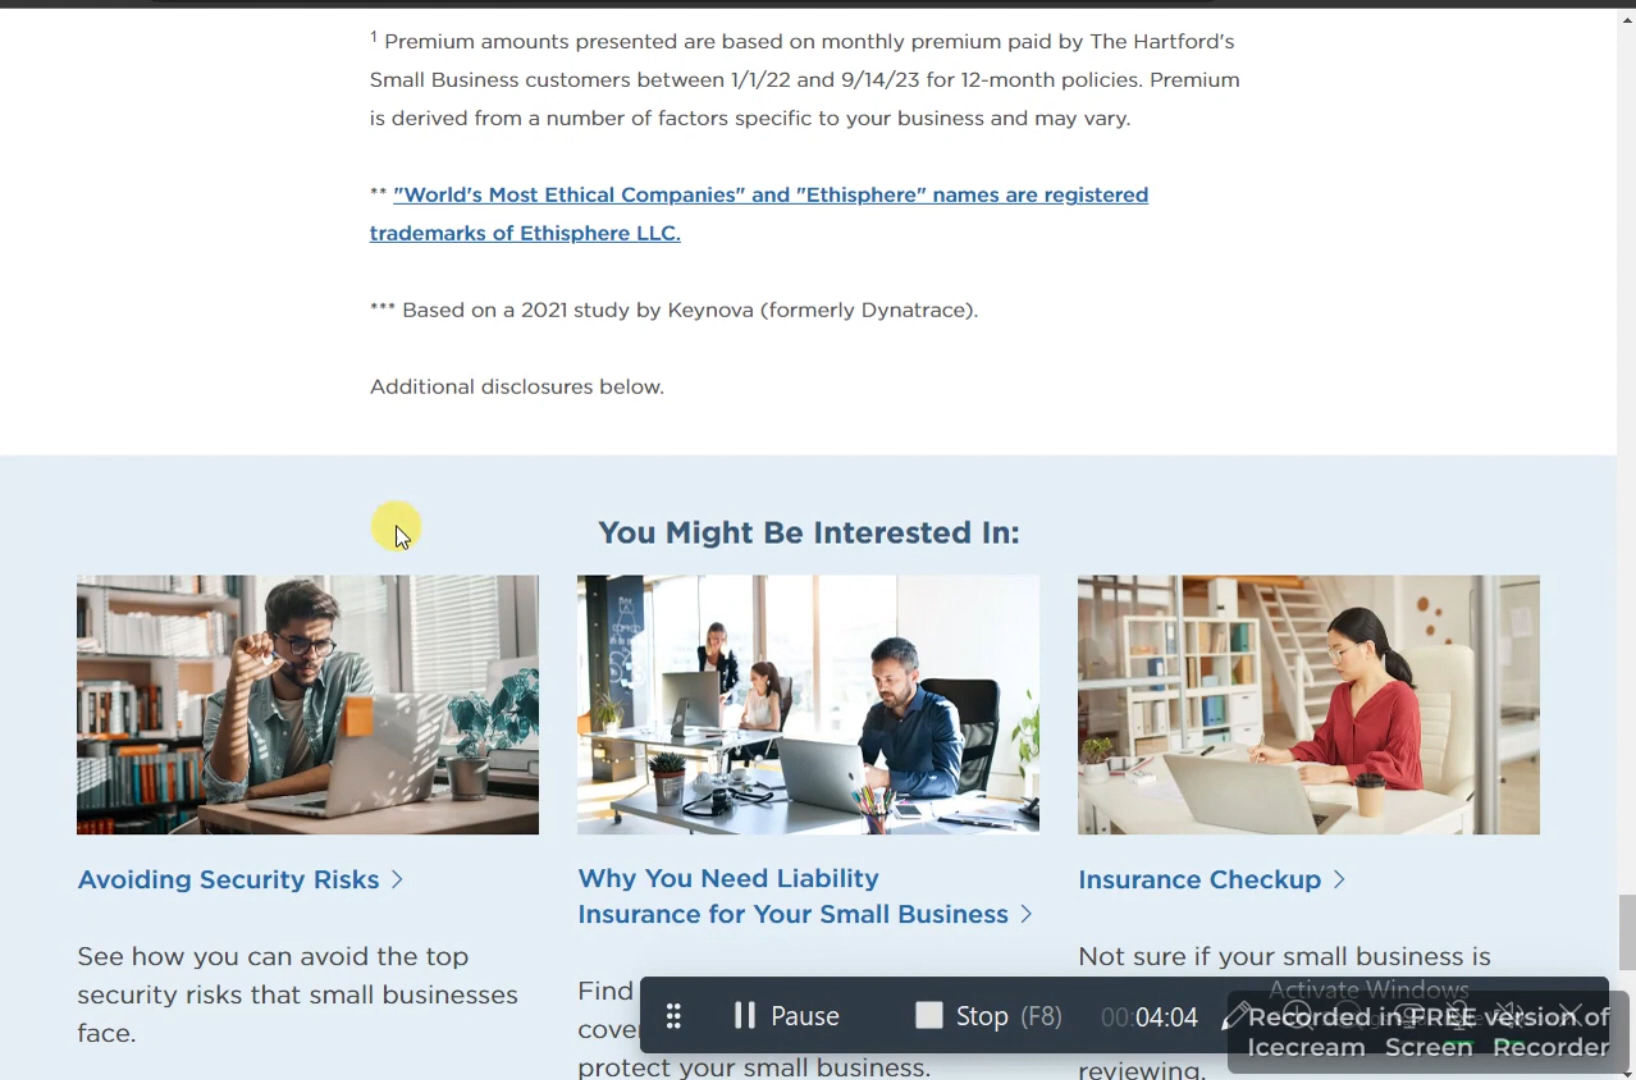 ¹ Premium amounts presented are based on monthly premium paid by The Hartford's
Small Business customers between 1/1/22 and 9/14/23 for 12-month policies. Premium
is derived from a number of factors specific to your business and may vary.
** "World's Most Ethical Companies" and "Ethisphere" names are registered
trademarks of Ethisphere LLC.
*** Based on a 2021 study by Keynova (formerly Dynatrace).
Additional disclosures below.
You Might Be Interested In:
Avoiding Security Risks >
See how you can avoid the top
security risks that small businesses
face.
Why You Need Liability
Insurance for Your Small Business >
Find
protect your small business.
Insurance Checkup >
Not sure if your small business is
reviewing.
Pause
Stop (F8)
00:04:04
Activate Windows
Recorded in FREE version of
Icecream Screen Recorder